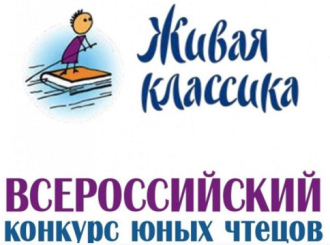 Живая
классика
ВСЕРОССИЙСКИЙ
конкурс юных чтецов